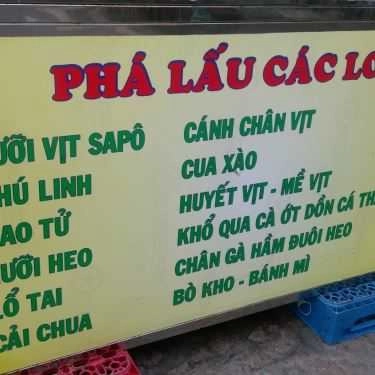 PHÁ LẤU CÁC LO
ƯỠI VỊT SAPÔ
HÚ LINH
AO TỬ
ƯỠI HEO
LỖ TAI
CẢI CHUA
CÁNH CHÂN VỊT
CUA XÀO
HUYẾT VỊT - MỀ VỊT
KHỔ QUA CÀ ỚT DỒN CÁ TH
CHÂN GÀ HẦM ĐUÔI HEO
BÒ KHO - BÁNH MÌ